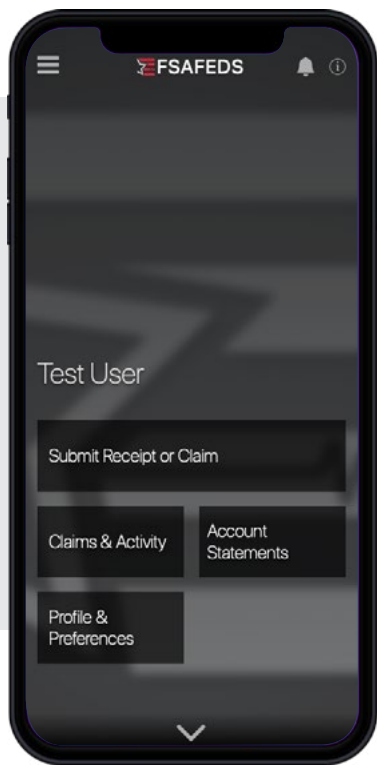 FSAFEDS
Test User
Submit Receipt or Claim
Claims & Activity
Account
Statements
Profile &
Preferences